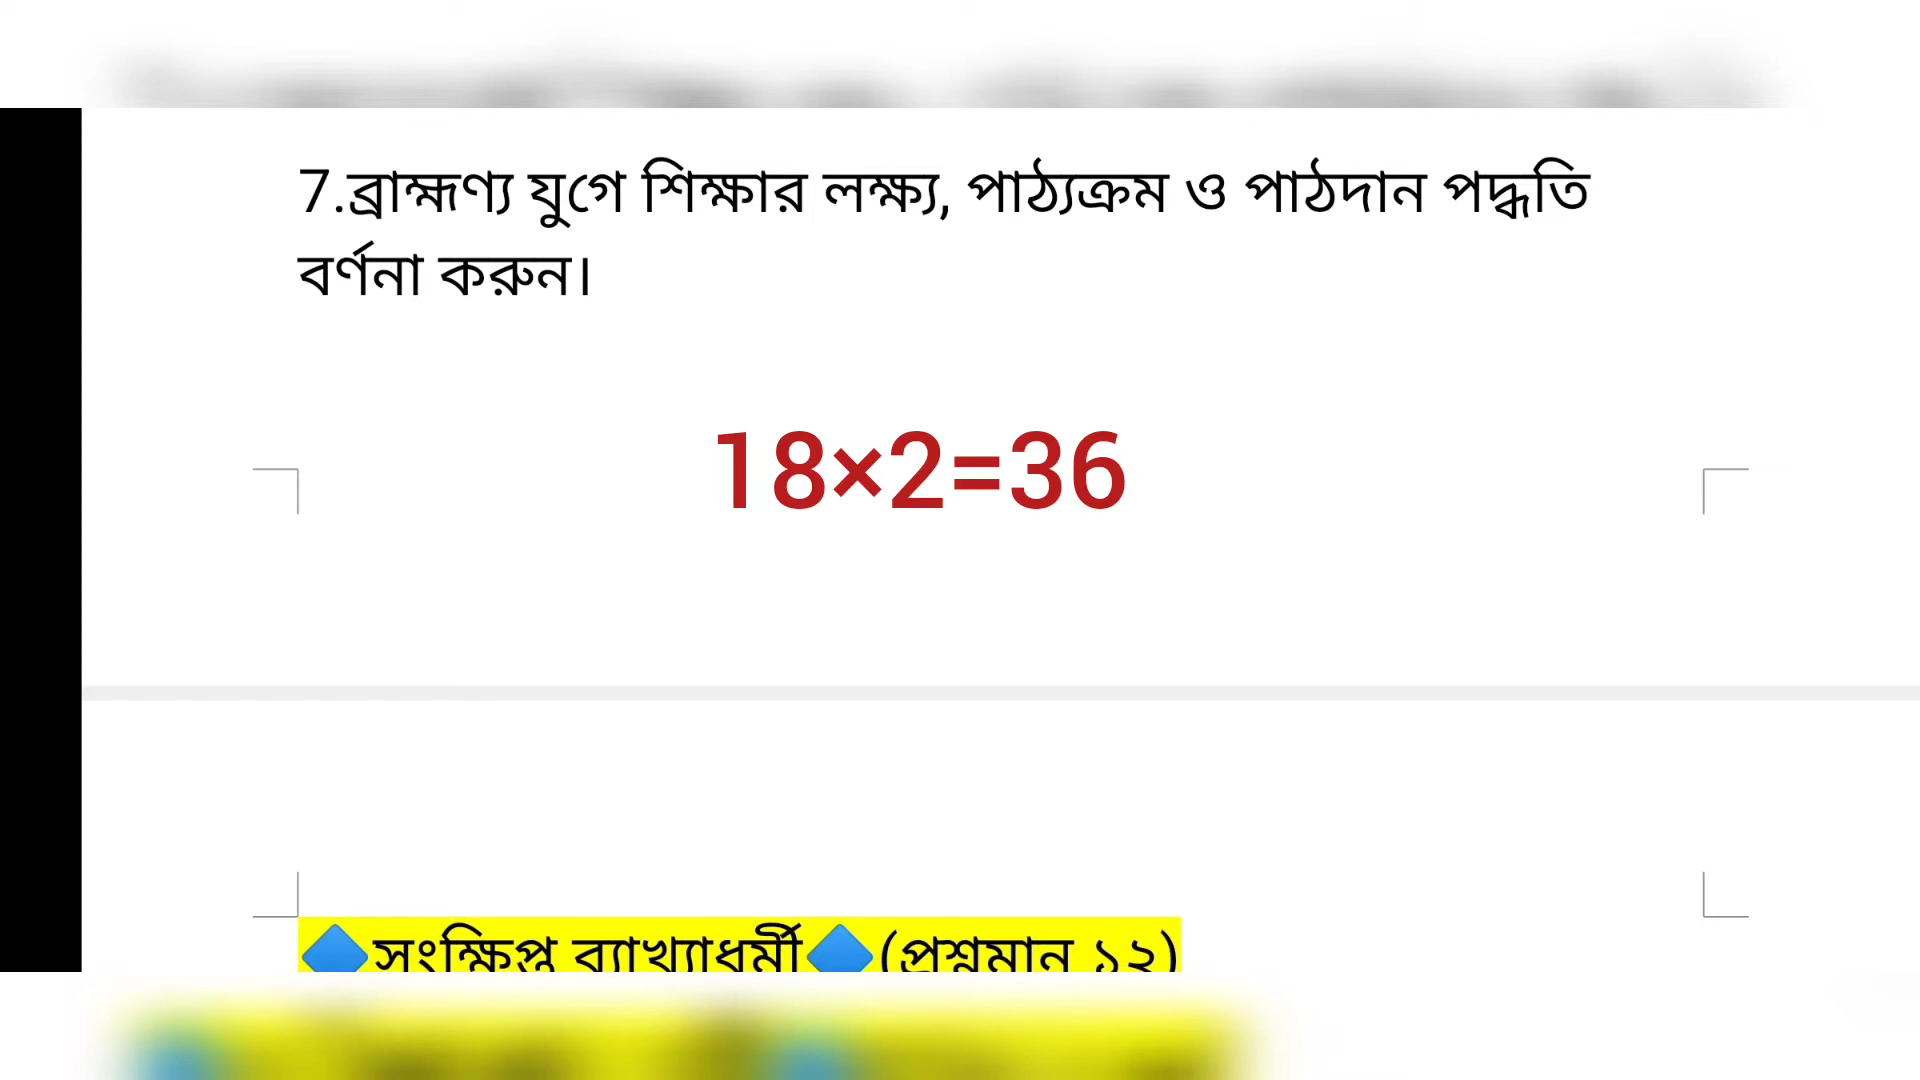 7.ব্রাহ্মণ্য যুগে শিক্ষার লক্ষ্য, পাঠ্যক্রম ও পাঠদান পদ্ধতি
বর্ণনা করুন।
18×2=36
🔷সংক্ষিপ্ত ব্যাখ্যাধর্মী🔷(প্রশ্নমান ১২)